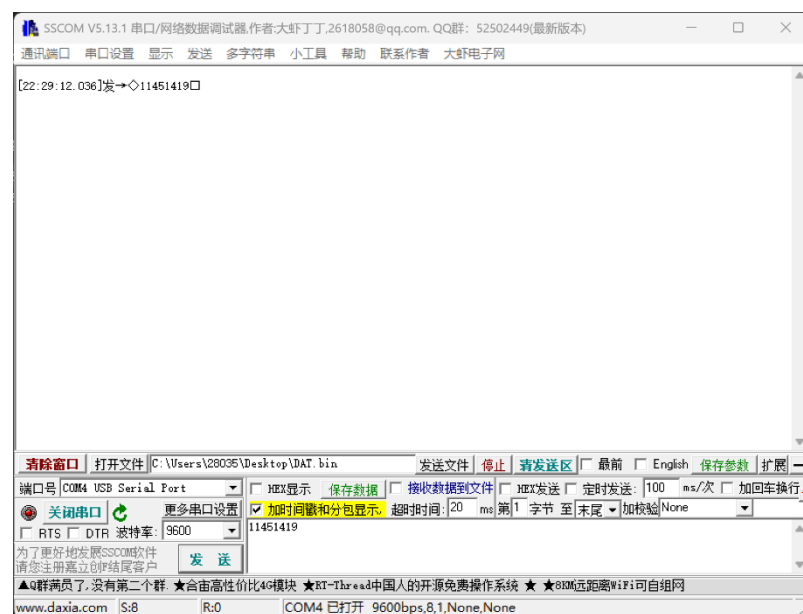 SSCOM V5.13.1 串口/网络数据调试器,作者:大虾丁丁,2618058@qq.com. QQ群: 52502449(最新版本)
通讯端口 串口设置 显示 发送 多字符串 小工具 帮助 联系作者 大虾电子网
[22:29:12.036]发→◇11451419□
清除窗口 打开文件 C:\Users\28035\Desktop\DAT.bin 发送文件 停止 清发送区 最前 English 保存参数 扩展 —
端口号 COM4 USB Serial Port HEX显示 保存数据 接收数据到文件 HEX发送 定时发送: 100 ms/次 加回车换行
关闭串口 更多串口设置 加时间戳和分包显示, 超时时间: 20 ms 第 1 字节 至 末尾 加校验 None
RTS DTR 波特率: 9600 11451419
为了更好地发展SSCOM软件
请您注册嘉立创F结尾客户
发 送
▲Q群满员了,没有第二个群. ★合宙高性价比4G模块 ★RT-Thread中国人的开源免费操作系统 ★ ★8KM远距离WiFi可自组网
www.daxia.com S:8 R:0 COM4 已打开 9600bps,8,1,None,None